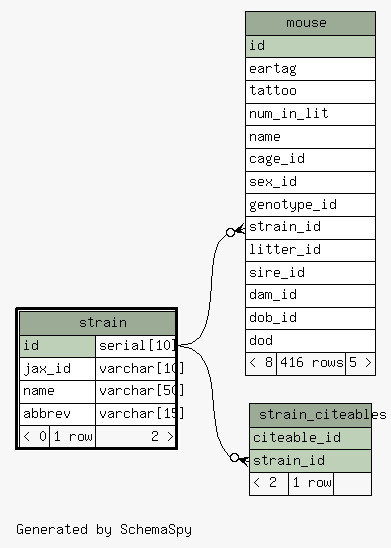 mouse
id
eartag
tattoo
num_in_lit
name
cage_id
sex_id
genotype_id
strain_id
litter_id
sire_id
dam_id
dob_id
dod
< 8 416 rows 5 >
strain
id serial[10]
jax_id varchar[10]
name varchar[50]
abbrev varchar[15]
< 0 1 row 2 >
strain_citeables
citeable_id
strain_id
< 2 1 row
Generated by SchemaSpy